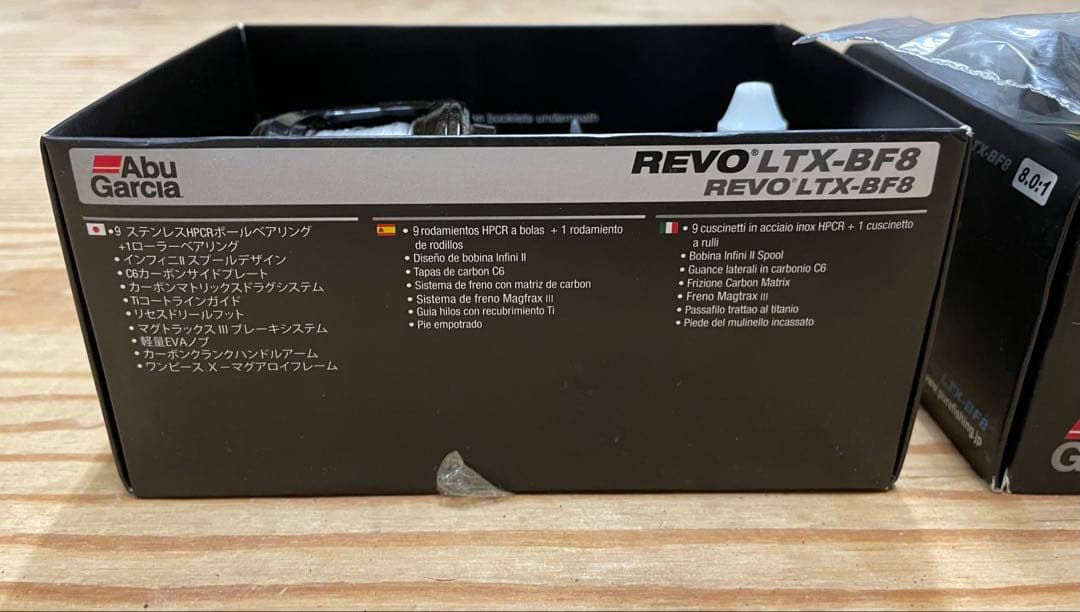 n booklets underneath
Abu
Garcia
REVO® LTX-BF8
REVO® LTX-BF8
•9 ステンレスHPCRボールベアリング
+1ローラーベアリング
• インフィニII スプールデザイン
• C6カーボンサイドプレート
• カーボンマトリックスドラグシステム
• Tiコートラインガイド
• リセスドリールフット
• マグトラックス III ブレーキシステム
• 軽量EVAノブ
• カーボンクランクハンドルアーム
• ワンピース X－マグアロイフレーム
• 9 rodamientos HPCR a bolas + 1 rodamiento
de rodillos
• Diseño de bobina Infini II
• Tapas de carbon C6
• Sistema de freno con matriz de carbon
• Sistema de freno Magfrax III
• Guia hilos con recubrimiento Ti
• Pie empotrado
• 9 cuscinetti in acciaio inox HPCR + 1 cuscinetto
a rulli
• Bobina Infini II Spool
• Guance laterali in carbonio C6
• Frizione Carbon Matrix
• Freno Magtrax III
• Passafilo trattao al titanio
• Piede del mulinello incassato
LTX-BF8
8.0:1
LTX-BF8
www.purefishing.jp
G